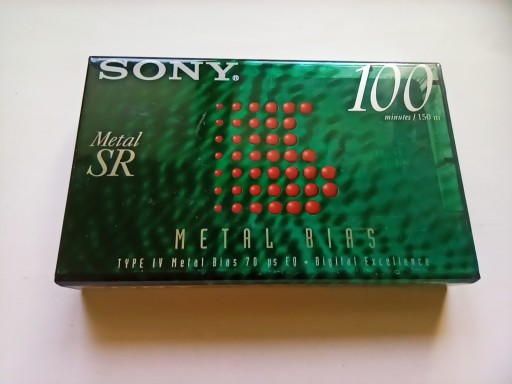 SONY®
100
minutes / 150 m
Metal
SR
METAL BIAS
TYPE IV Metal Bias 70 µs EQ • Digital Excellence